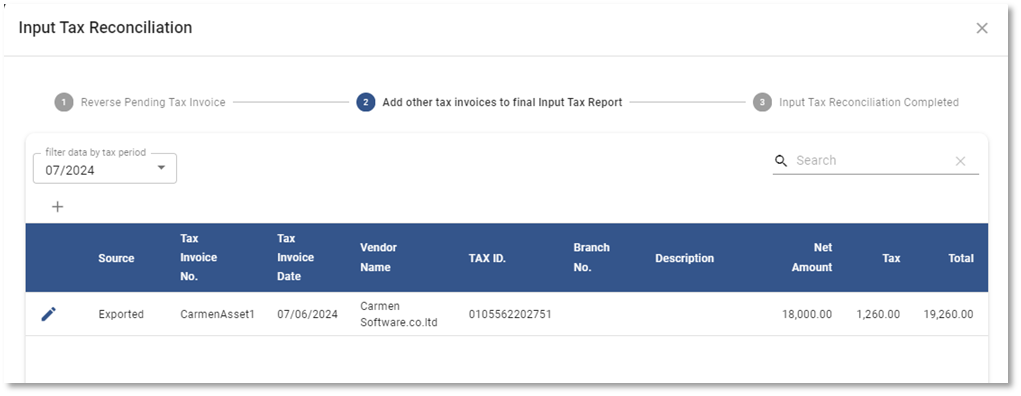 Input Tax Reconciliation
1 Reverse Pending Tax Invoice 2 Add other tax invoices to final Input Tax Report 3 Input Tax Reconciliation Completed
filter data by tax period
07/2024
Search
Source Tax Invoice No. Tax Invoice Date Vendor Name TAX ID. Branch No. Description Net Amount Tax Total
Exported CarmenAsset1 07/06/2024 Carmen Software.co.ltd 0105562202751 18,000.00 1,260.00 19,260.00